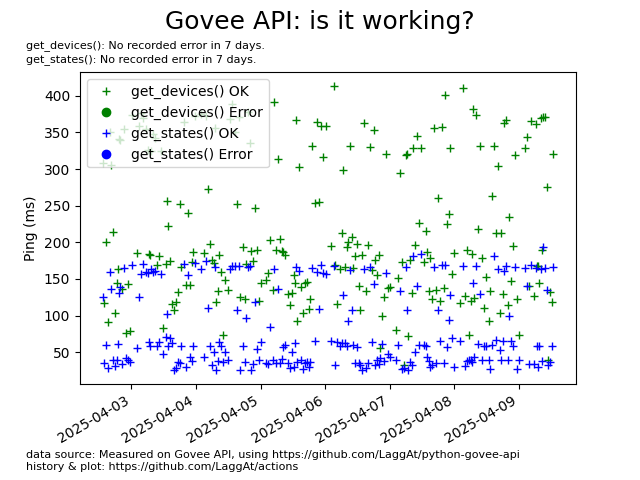 Govee API: is it working?
get_devices(): No recorded error in 7 days.
get_states(): No recorded error in 7 days.
get_devices() OK
get_devices() Error
get_states() OK
get_states() Error
Ping (ms)
400
350
300
250
200
150
100
50
2025-04-03
2025-04-04
2025-04-05
2025-04-06
2025-04-07
2025-04-08
2025-04-09
data source: Measured on Govee API, using https://github.com/LaggAt/python-govee-api
history & plot: https://github.com/LaggAt/actions